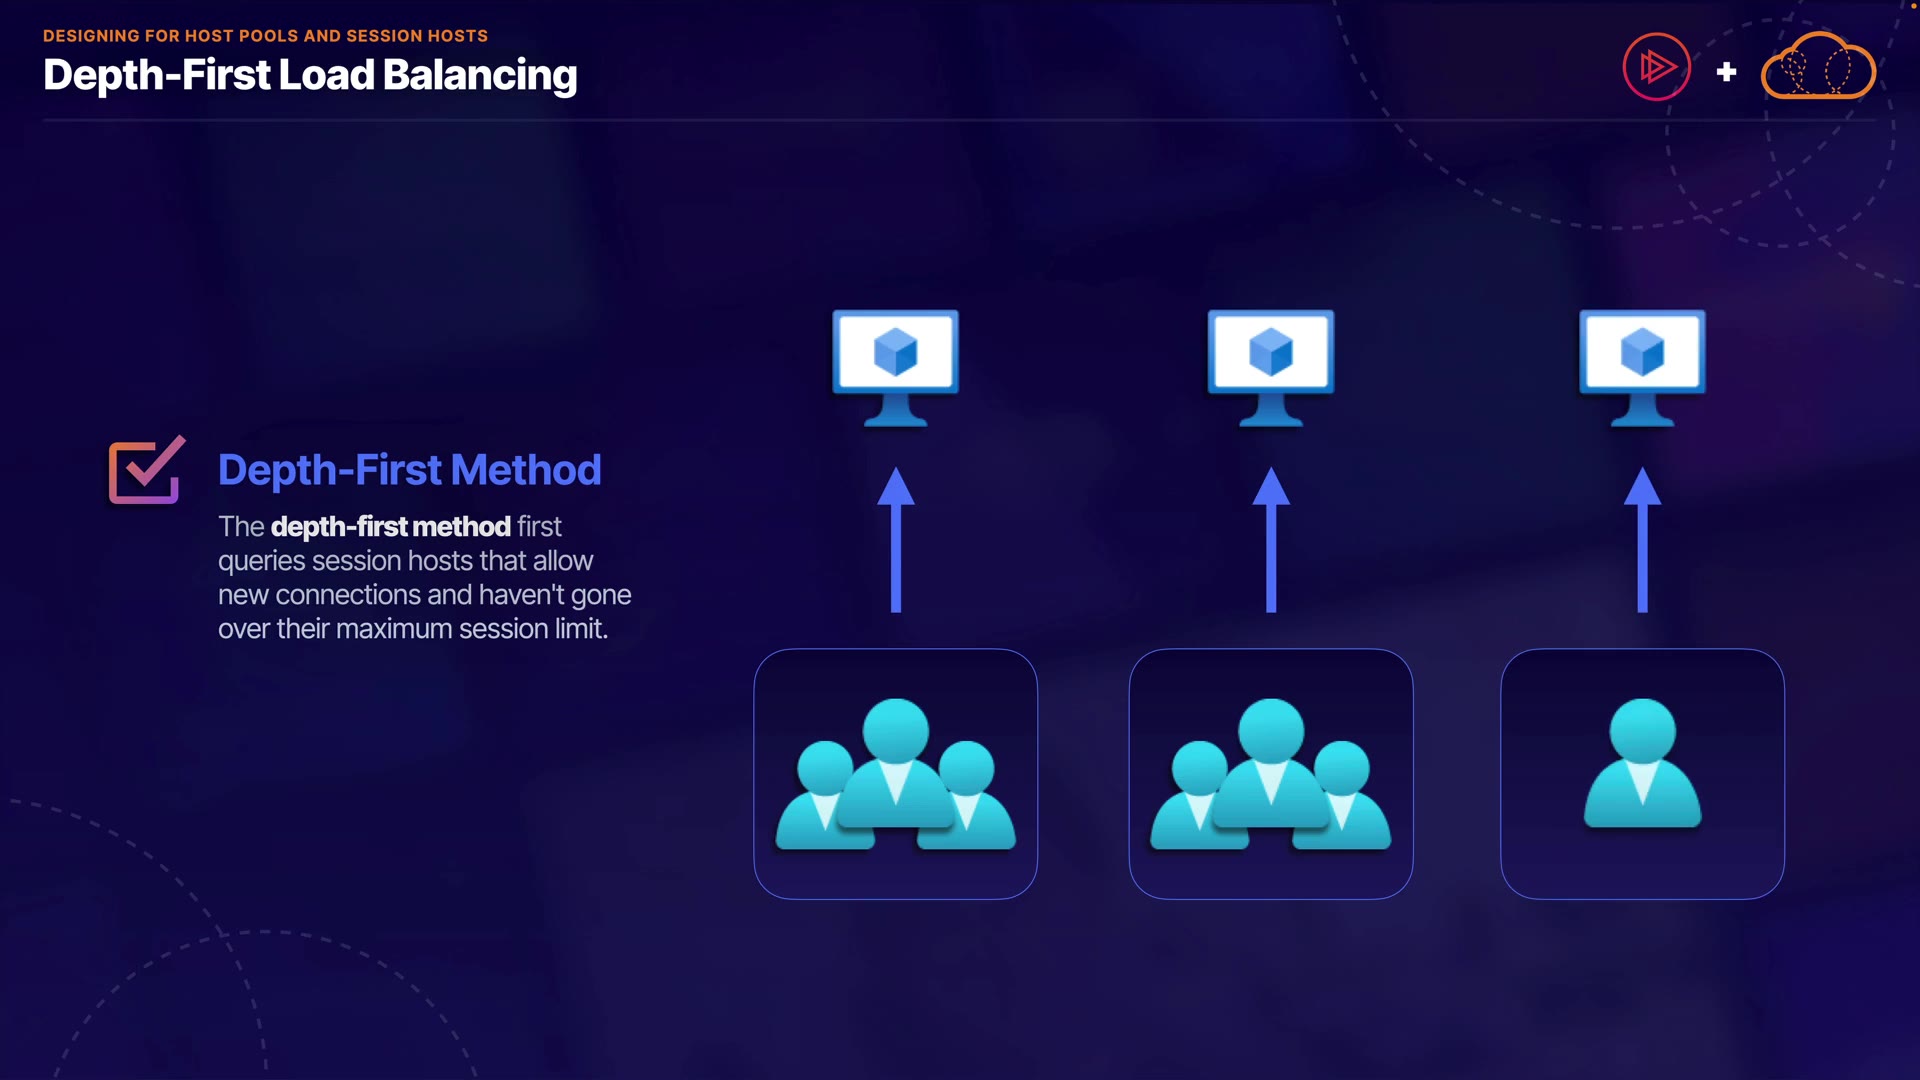 DESIGNING FOR HOST POOLS AND SESSION HOSTS
Depth-First Load Balancing
Depth-First Method
The depth-first method first
queries session hosts that allow
new connections and haven't gone
over their maximum session limit.